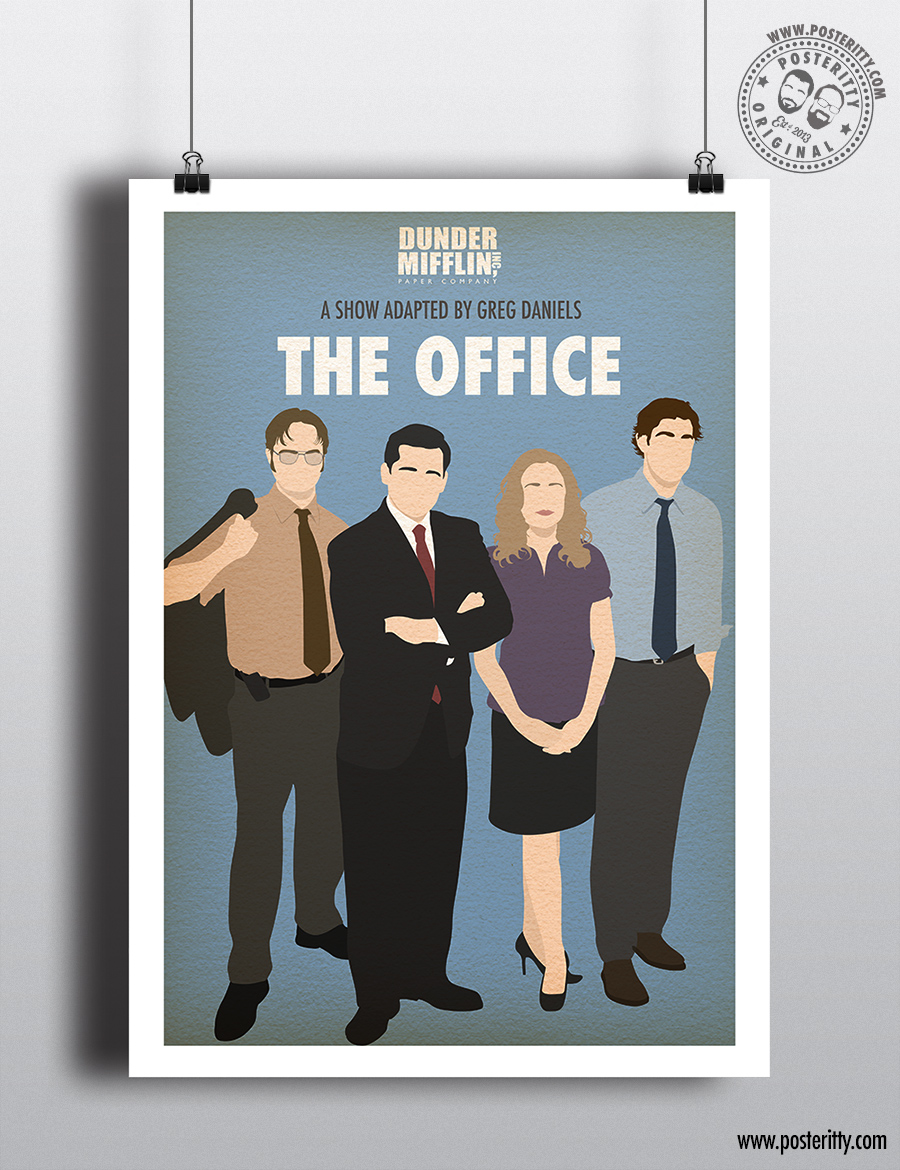 WWW.POSTERITTY.COM
POSTERITTY
Est. 2013
ORIGINAL
DUNDER
MIFFLIN INC,
PAPER COMPANY
A SHOW ADAPTED BY GREG DANIELS
THE OFFICE
www.posteritty.com